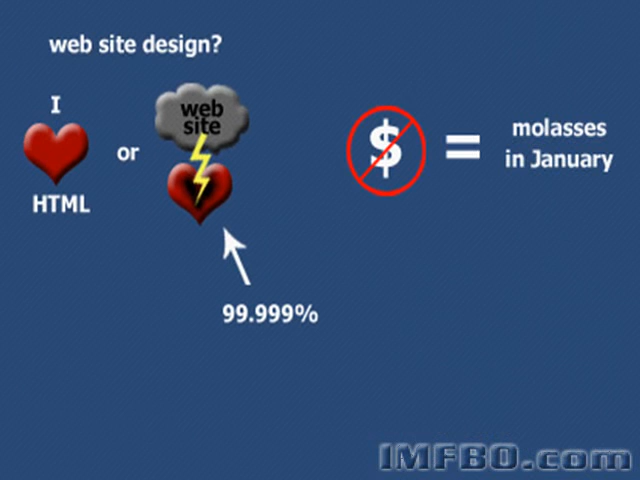 web site design?
I
HTML
or
web
site
99.999%
$
=
molasses
in January
IMFBO.com